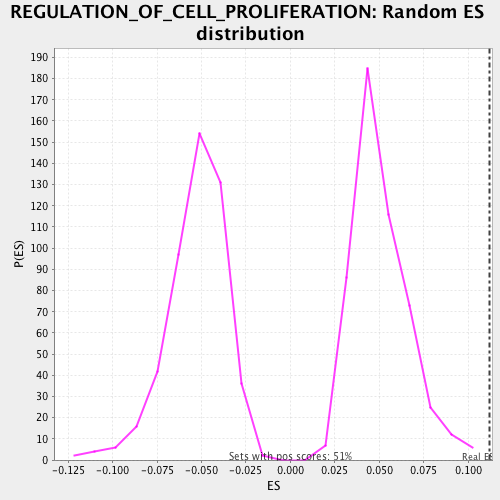 REGULATION_OF_CELL_PROLIFERATION: Random ES
distribution
190
180
170
160
150
140
130
120
110
100
90
80
70
60
50
40
30
20
10
0
P(ES)
Sets with pos scores: 51%
Real ES
-0.125 -0.100 -0.075 -0.050 -0.025 0.000 0.025 0.050 0.075 0.100
ES